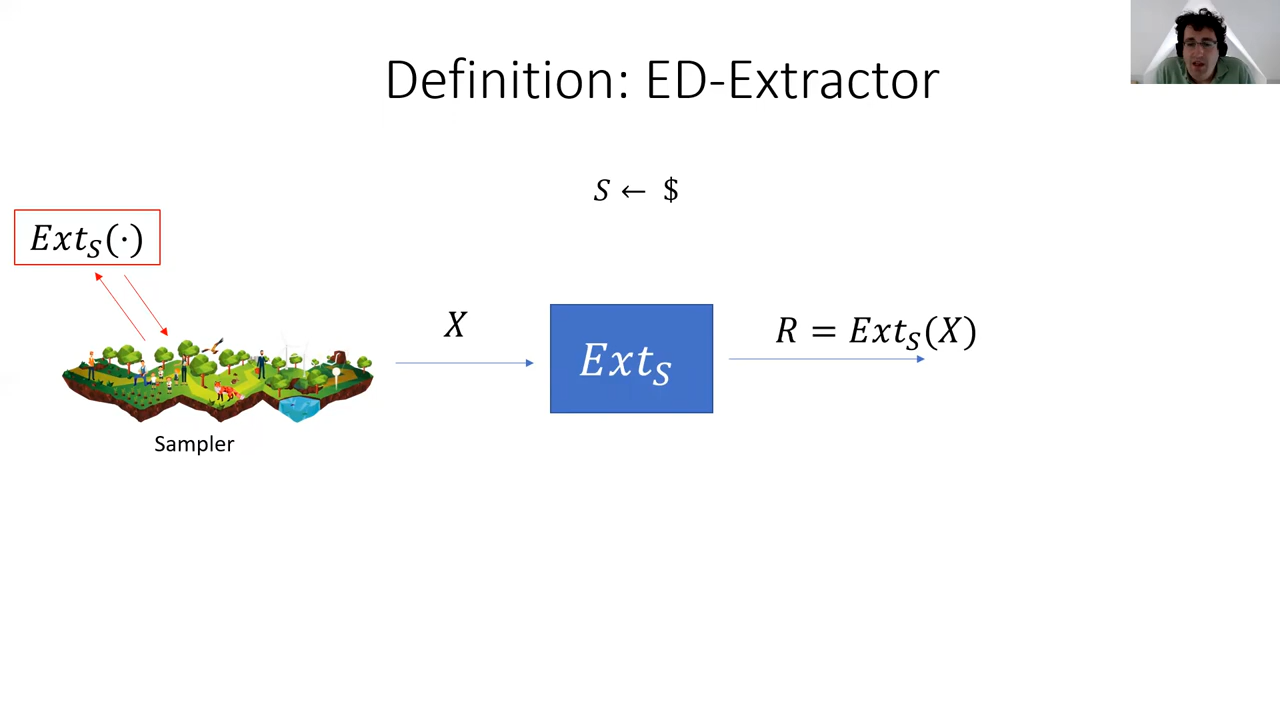 Definition: ED-Extractor
S ← $
Ext_S(·)
X
Ext_S
R = Ext_S(X)
Sampler